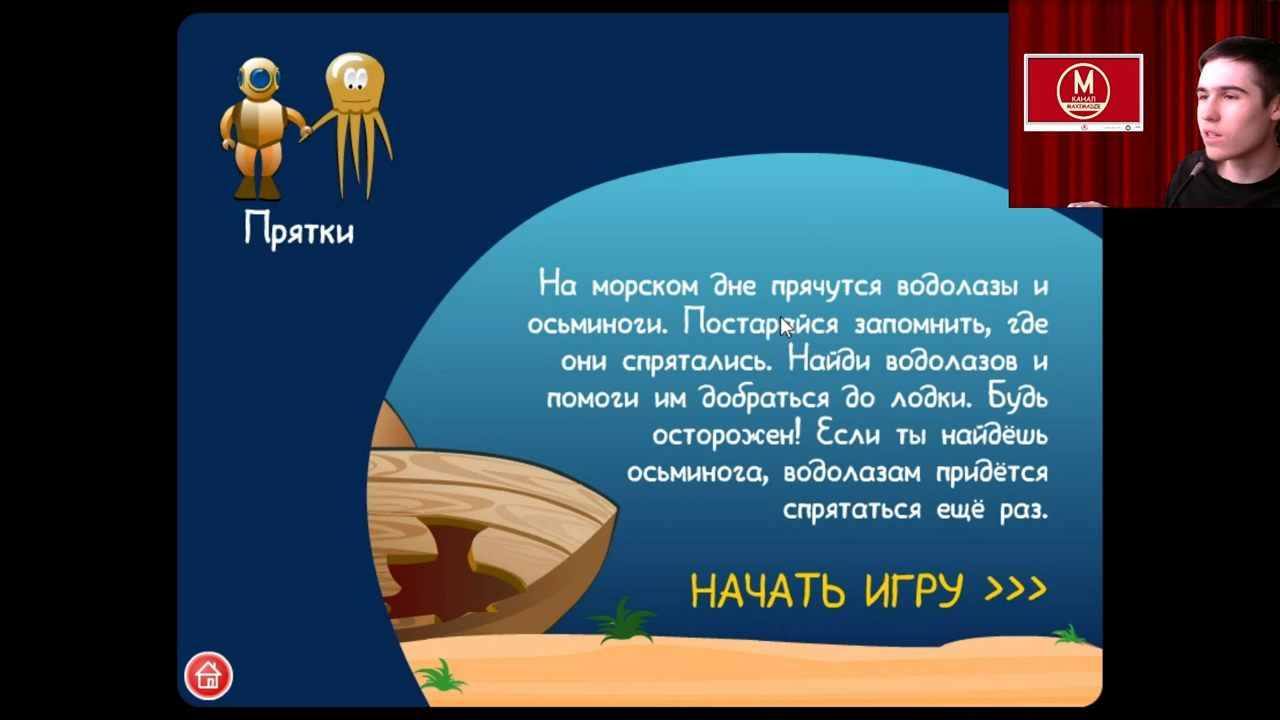 М
КАНАЛ
MAXIMADZE
Прятки
На морском дне прячутся водолазы и
осьминоги. Постарайся запомнить, где
они спрятались. Найди водолазов и
помоги им добраться до лодки. Будь
осторожен! Если ты найдёшь
осьминога, водолазам придётся
спрятаться ещё раз.
НАЧАТЬ ИГРУ >>>